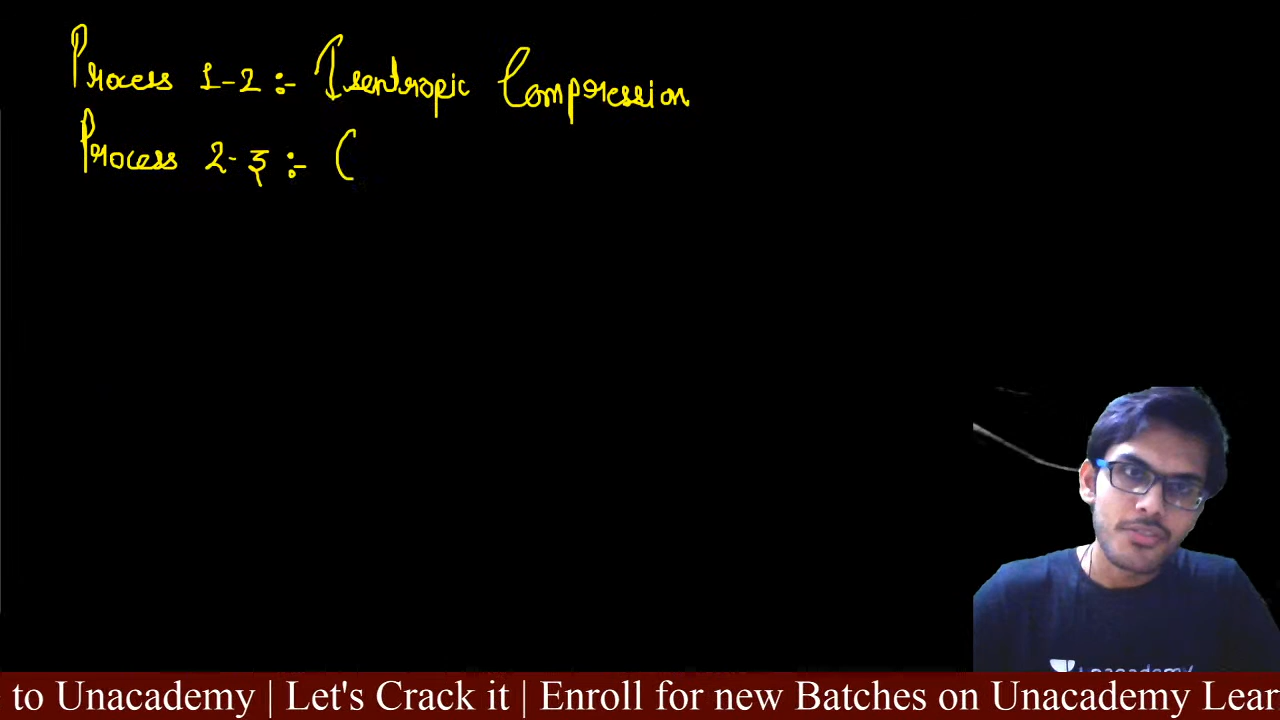 Process 1-2 :- Isentropic Compression
Process 2-3 :- C
to Unacademy | Let's Crack it | Enroll for new Batches on Unacademy Lear
unacademy